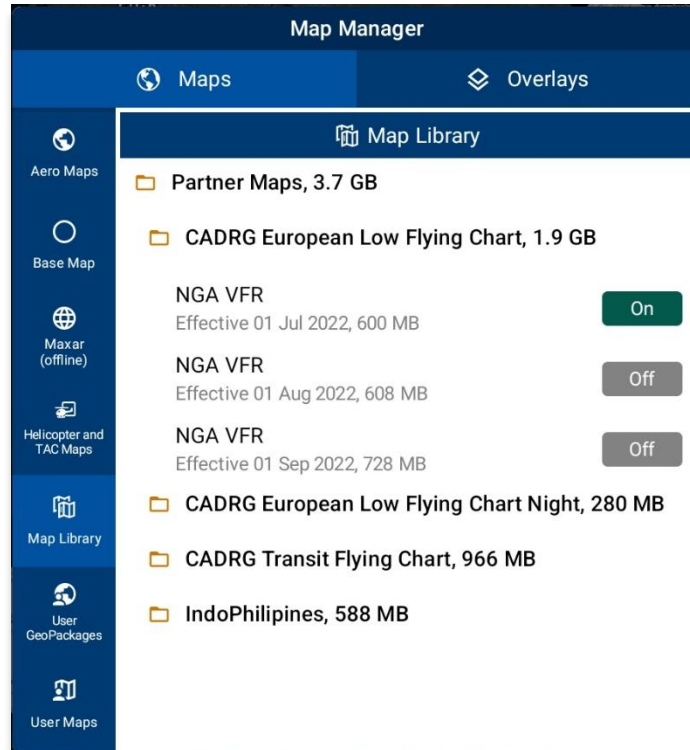 Map Manager
Maps
Overlays
Aero Maps
Base Map
Maxar
(offline)
Helicopter and
TAC Maps
Map Library
User
GeoPackages
User Maps
Map Library
Partner Maps, 3.7 GB
CADRG European Low Flying Chart, 1.9 GB
NGA VFR
On
Effective 01 Jul 2022, 600 MB
NGA VFR
Off
Effective 01 Aug 2022, 608 MB
NGA VFR
Off
Effective 01 Sep 2022, 728 MB
CADRG European Low Flying Chart Night, 280 MB
CADRG Transit Flying Chart, 966 MB
IndoPhilipines, 588 MB